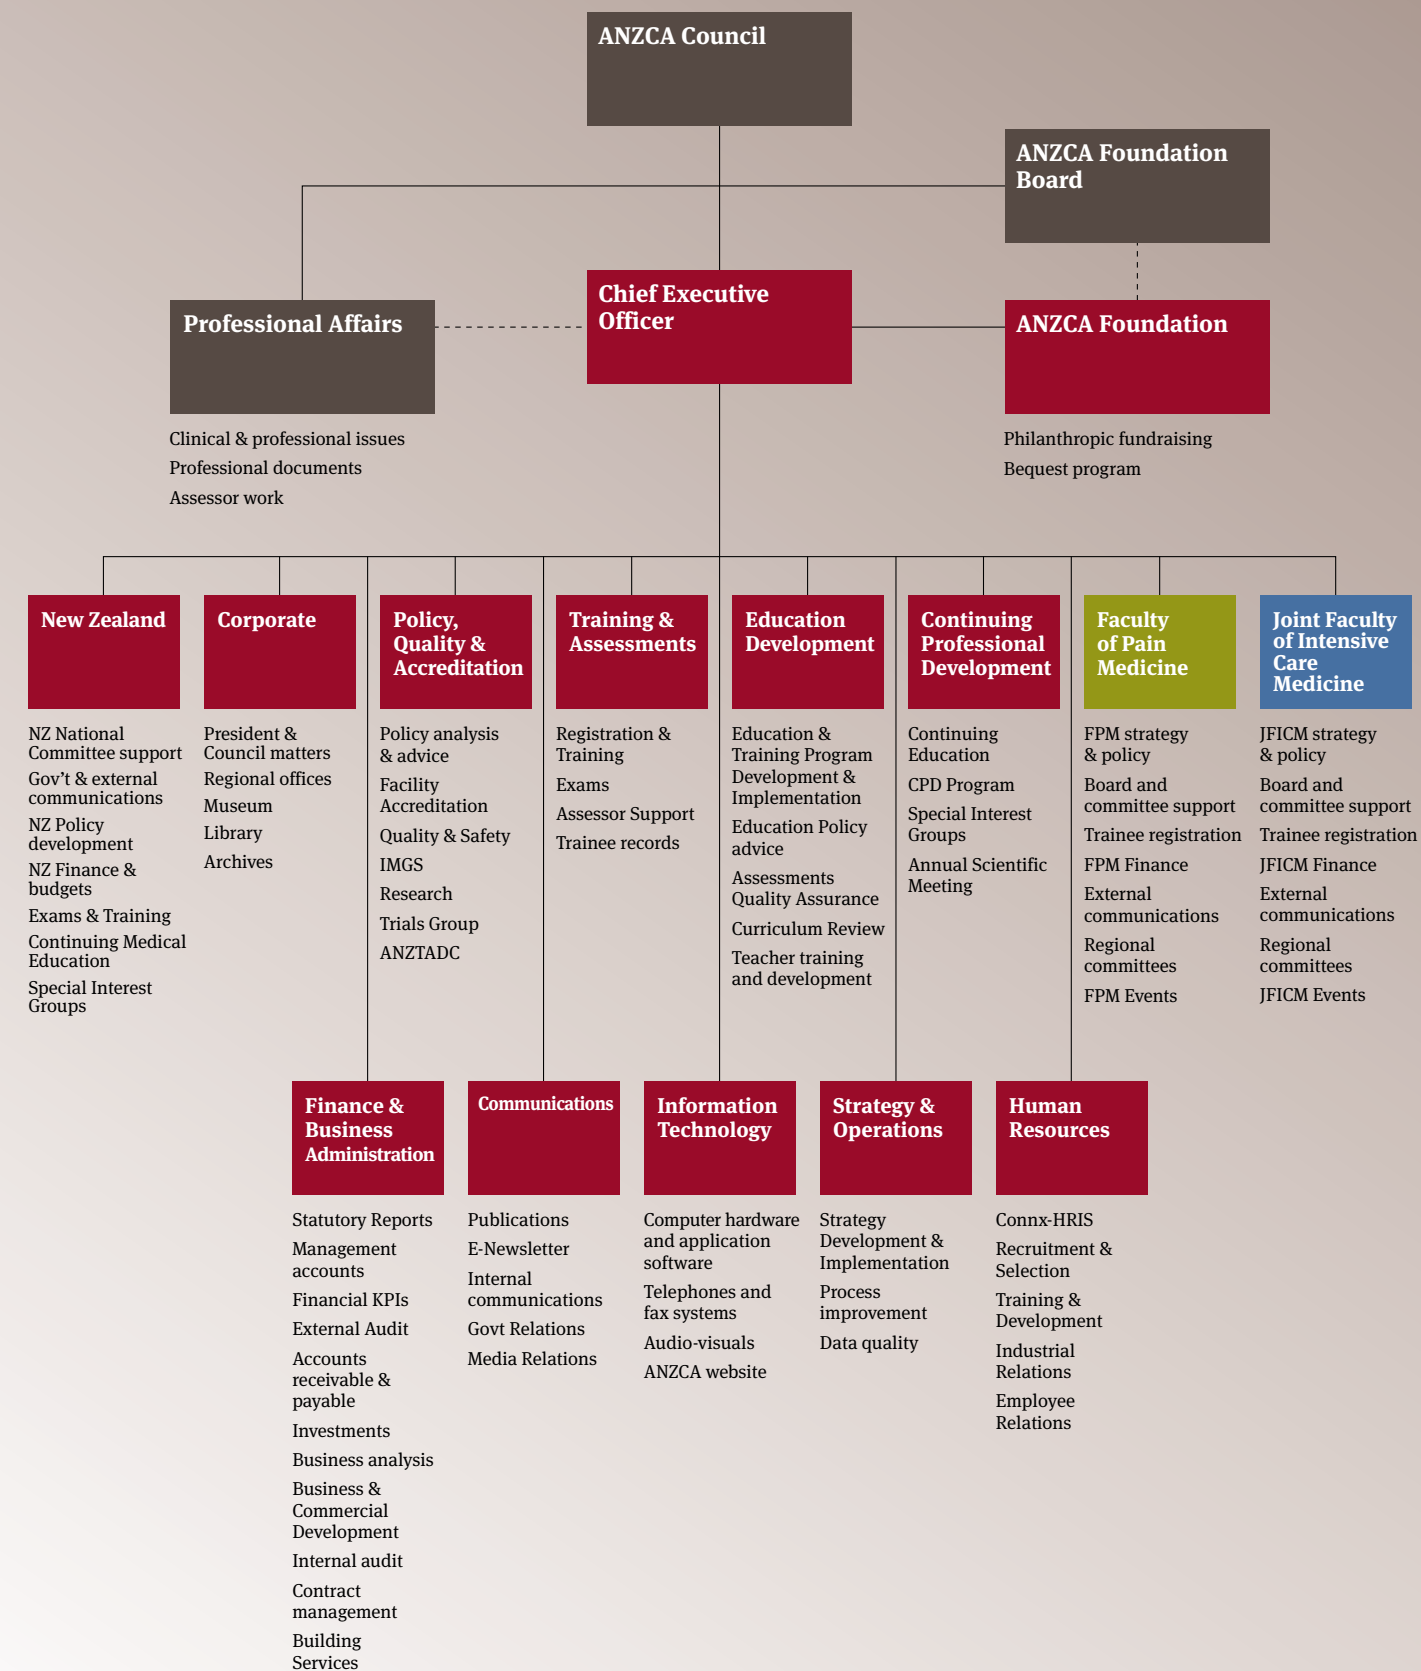 ANZCA Council
ANZCA Foundation
Board
Chief Executive
Officer
Professional Affairs
ANZCA Foundation
Clinical & professional issues
Professional documents
Assessor work
Philanthropic fundraising
Bequest program
New Zealand
NZ National
Committee support
Gov't & external
communications
NZ Policy
development
NZ Finance &
budgets
Exams & Training
Continuing Medical
Education
Special Interest
Groups
Corporate
President &
Council matters
Regional offices
Museum
Library
Archives
Policy,
Quality &
Accreditation
Policy analysis
& advice
Facility
Accreditation
Quality & Safety
IMGS
Research
Trials Group
ANZTADC
Training &
Assessments
Registration &
Training
Exams
Assessor Support
Trainee records
Education
Development
Education &
Training Program
Development &
Implementation
Education Policy
advice
Assessments
Quality Assurance
Curriculum Review
Teacher training
and development
Continuing
Professional
Development
Continuing
Education
CPD Program
Special Interest
Groups
Annual Scientific
Meeting
Faculty
of Pain
Medicine
FPM strategy
& policy
Board and
committee support
Trainee registration
FPM Finance
External
communications
Regional
committees
FPM Events
Joint Faculty
of Intensive
Care
Medicine
JFICM strategy
& policy
Board and
committee support
Trainee registration
JFICM Finance
External
communications
Regional
committees
JFICM Events
Finance &
Business
Administration
Statutory Reports
Management
accounts
Financial KPIs
External Audit
Accounts
receivable &
payable
Investments
Business analysis
Business &
Commercial
Development
Internal audit
Contract
management
Building
Services
Communications
Publications
E-Newsletter
Internal
communications
Govt Relations
Media Relations
Information
Technology
Computer hardware
and application
software
Telephones and
fax systems
Audio-visuals
ANZCA website
Strategy &
Operations
Strategy
Development &
Implementation
Process
improvement
Data quality
Human
Resources
Connx-HRIS
Recruitment &
Selection
Training &
Development
Industrial
Relations
Employee
Relations